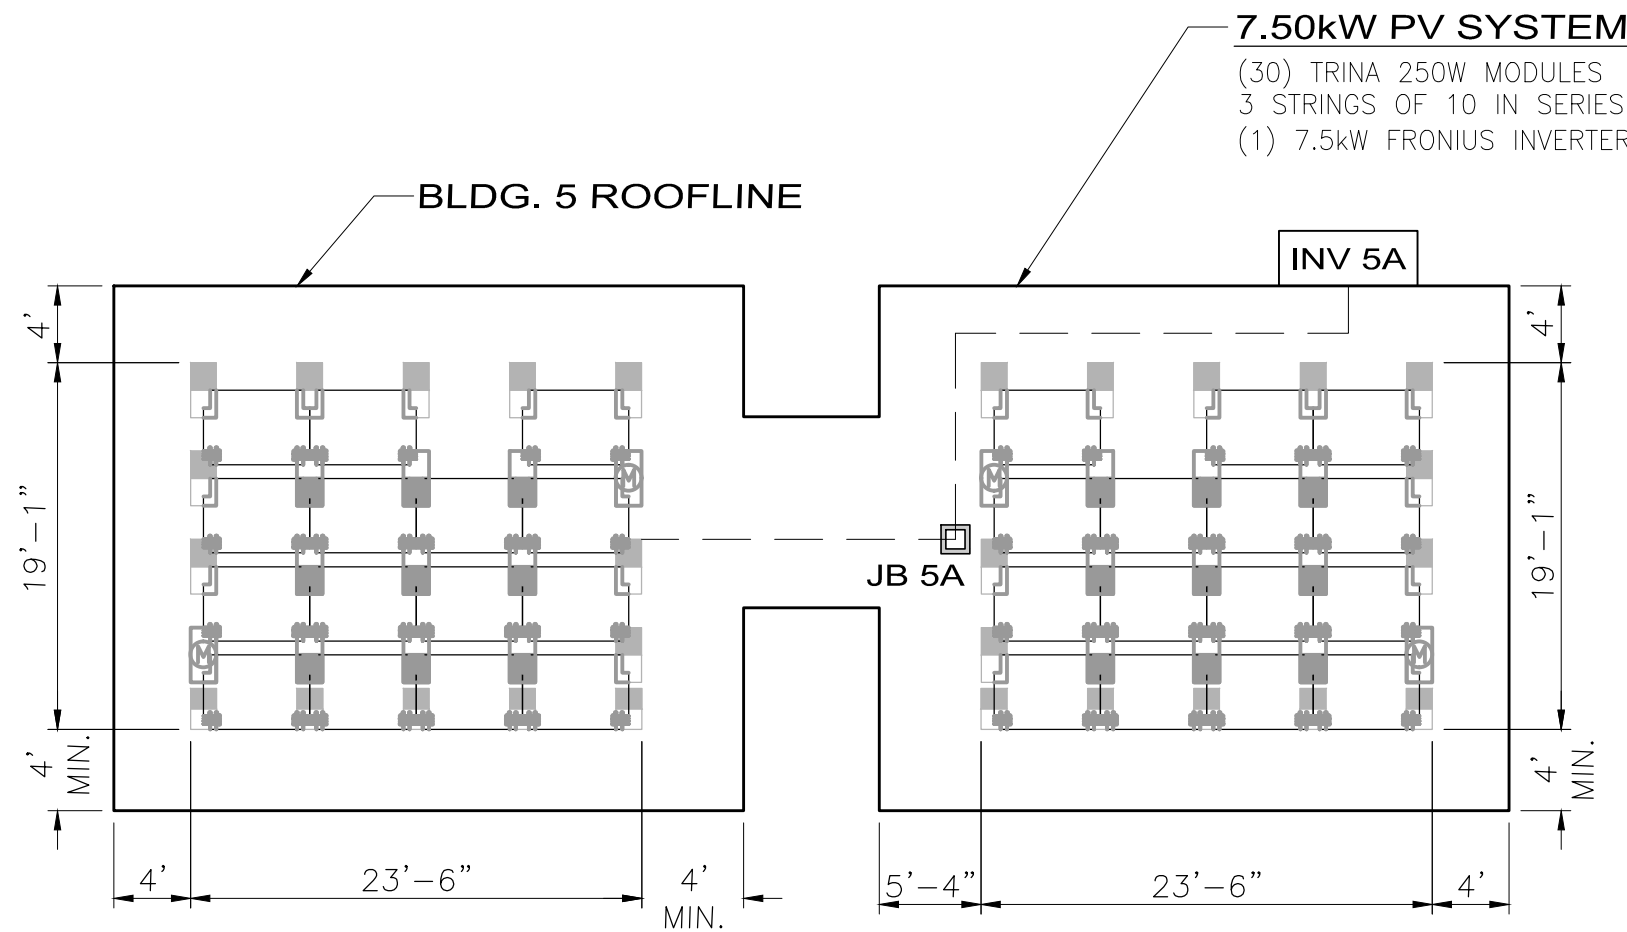 7.50kW PV SYSTEM
(30) TRINA 250W MODULES
3 STRINGS OF 10 IN SERIES
(1) 7.5kW FRONIUS INVERTER
BLDG. 5 ROOFLINE
INV 5A
4'
4'
M
M
19'-1"
19'-1"
JB 5A
M
M
4'
MIN.
4'
MIN.
4'
23'-6"
4'
MIN.
5'-4"
23'-6"
4'